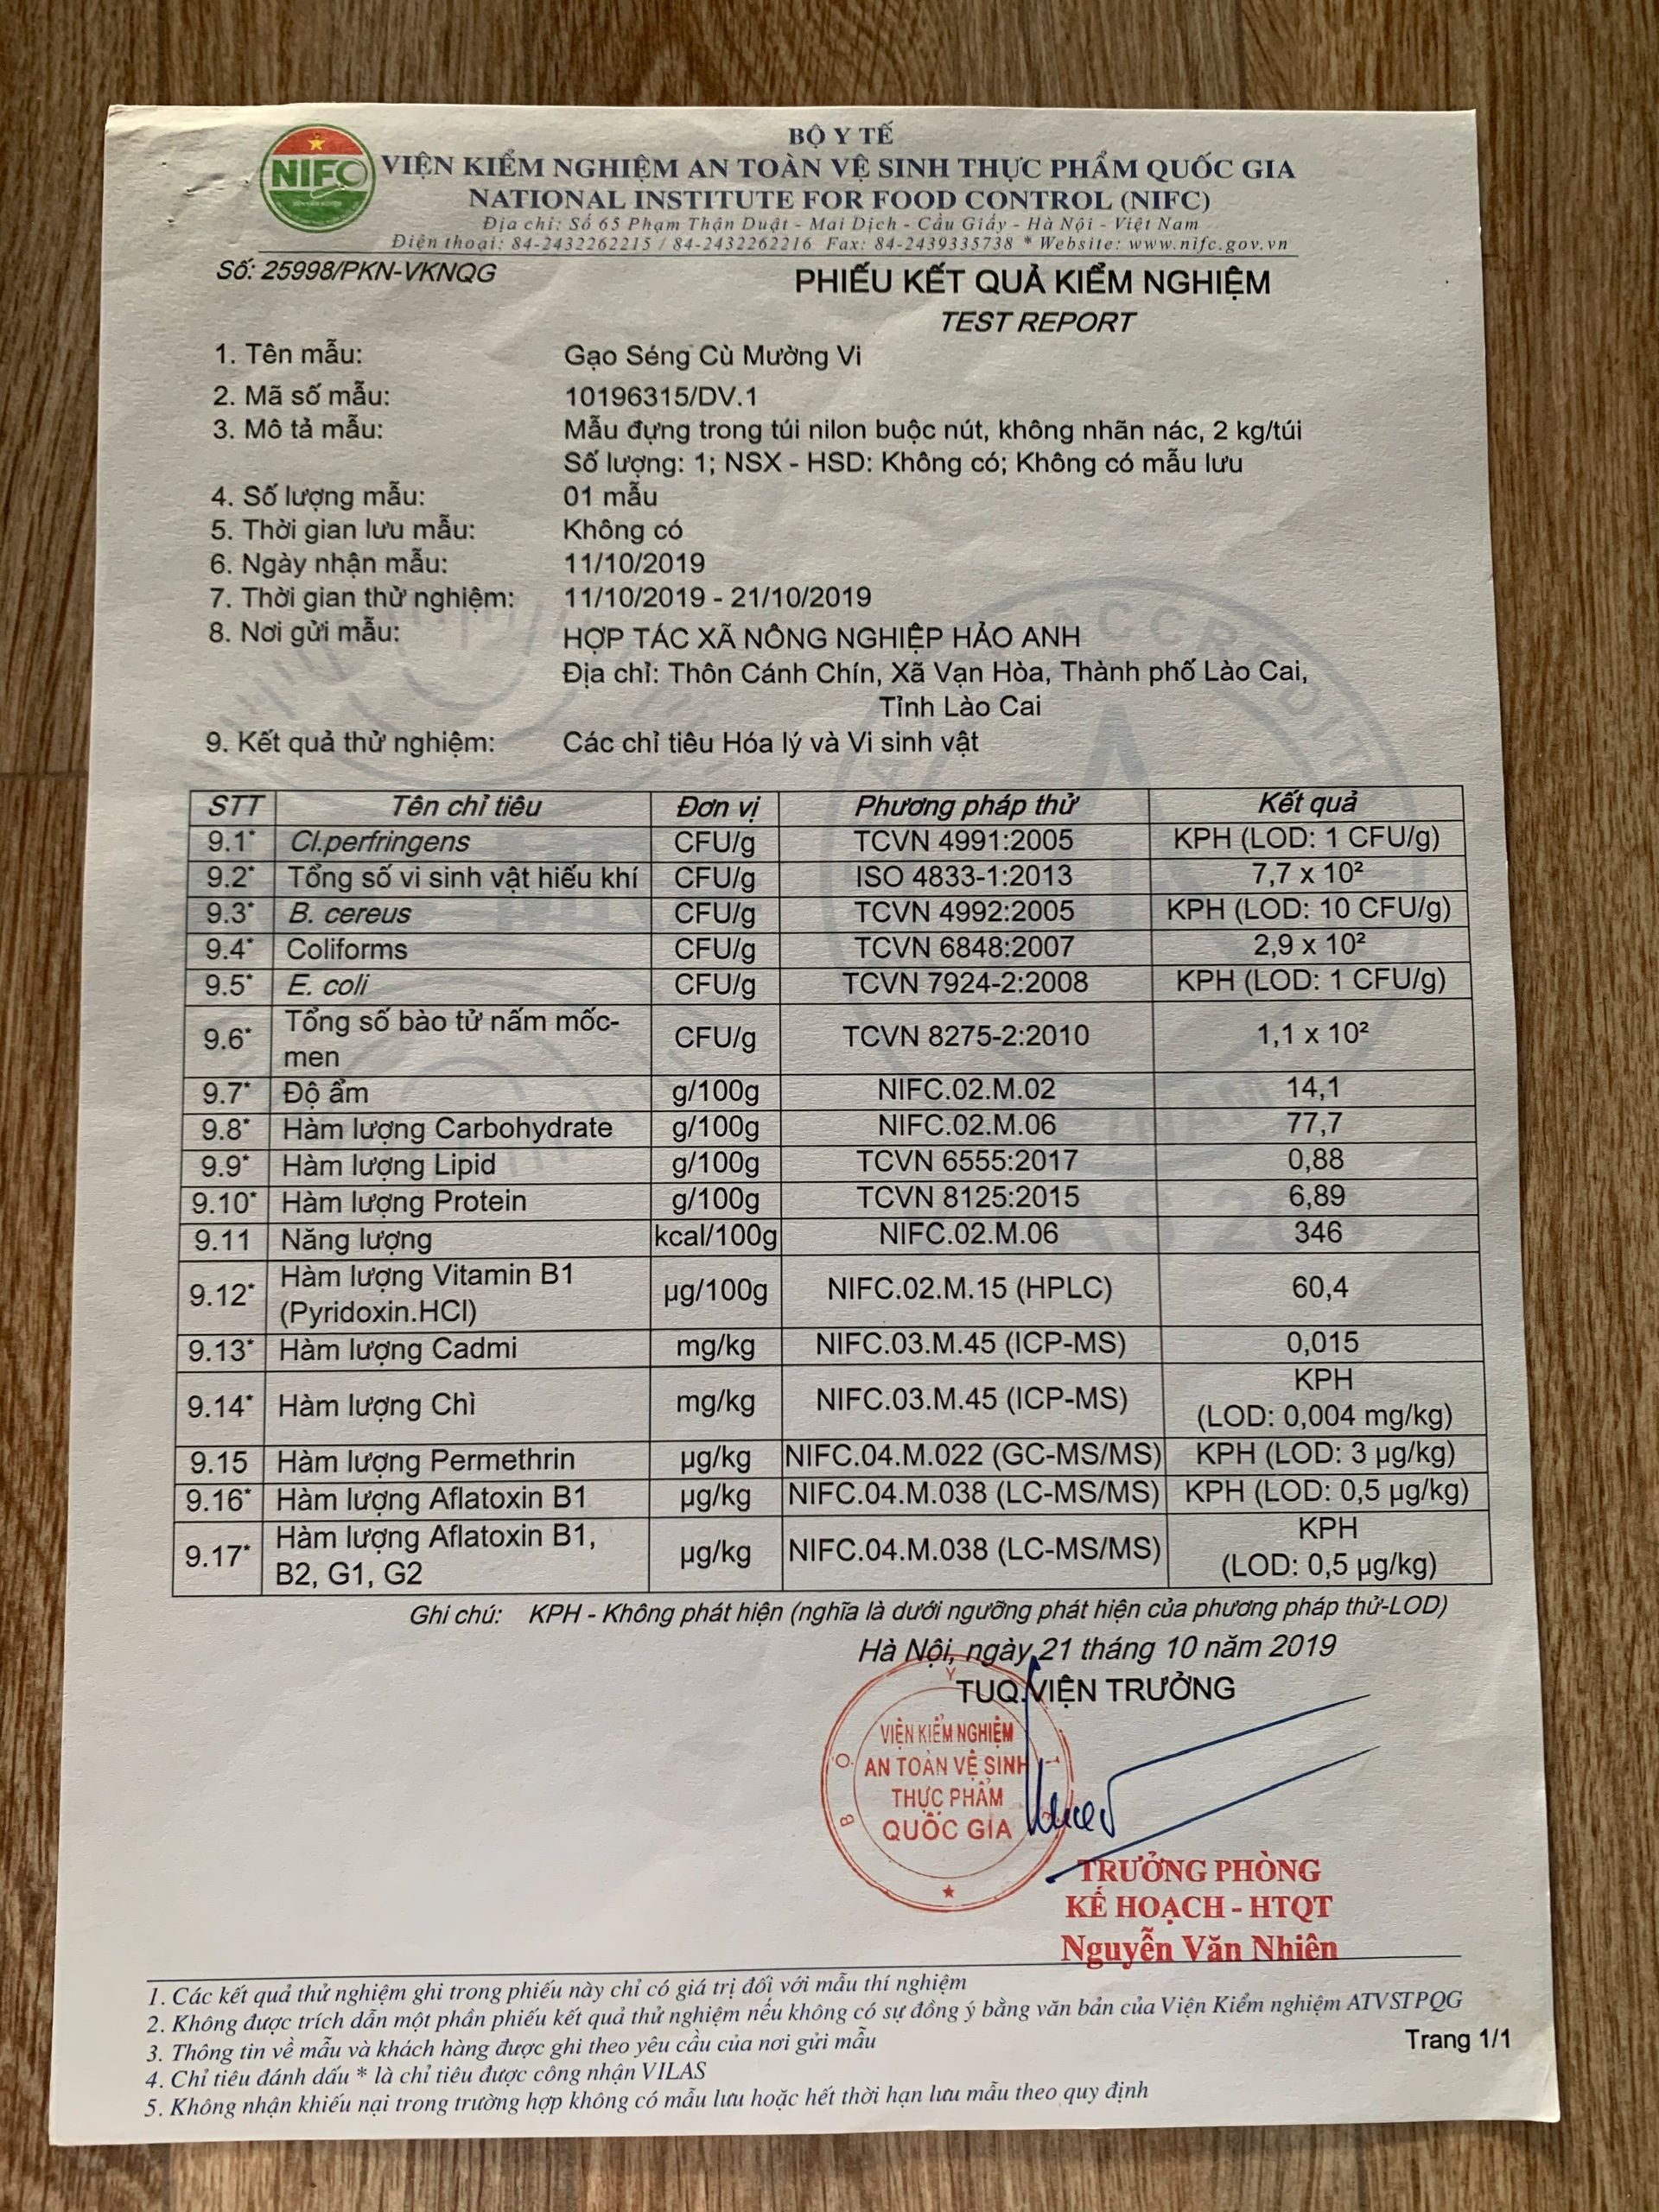 BỘ Y TẾ
NIFC
VIỆN KIỂM NGHIỆM AN TOÀN VỆ SINH THỰC PHẨM QUỐC GIA
NATIONAL INSTITUTE FOR FOOD CONTROL (NIFC)
Địa chỉ: Số 65 Phạm Thận Duật - Mai Dịch - Cầu Giấy - Hà Nội - Việt Nam
Điện thoại: 84-2432262215 / 84-2432262216 Fax: 84-2439335738 * Website: www.nifc.gov.vn
Số: 25998/PKN-VKNQG
PHIẾU KẾT QUẢ KIỂM NGHIỆM
TEST REPORT
1. Tên mẫu: Gạo Séng Cù Mường Vi
2. Mã số mẫu: 10196315/DV.1
3. Mô tả mẫu: Mẫu đựng trong túi nilon buộc nút, không nhãn nác, 2 kg/túi
Số lượng: 1; NSX - HSD: Không có; Không có mẫu lưu
4. Số lượng mẫu: 01 mẫu
5. Thời gian lưu mẫu: Không có
6. Ngày nhận mẫu: 11/10/2019
7. Thời gian thử nghiệm: 11/10/2019 - 21/10/2019
8. Nơi gửi mẫu: HỢP TÁC XÃ NÔNG NGHIỆP HẢO ANH
Địa chỉ: Thôn Cánh Chín, Xã Vạn Hòa, Thành phố Lào Cai,
Tỉnh Lào Cai
9. Kết quả thử nghiệm: Các chỉ tiêu Hóa lý và Vi sinh vật
STT Tên chỉ tiêu Đơn vị Phương pháp thử Kết quả
9.1* Cl.perfringens CFU/g TCVN 4991:2005 KPH (LOD: 1 CFU/g)
9.2* Tổng số vi sinh vật hiếu khí CFU/g ISO 4833-1:2013 7,7 x 10²
9.3* B. cereus CFU/g TCVN 4992:2005 KPH (LOD: 10 CFU/g)
9.4* Coliforms CFU/g TCVN 6848:2007 2,9 x 10²
9.5* E. coli CFU/g TCVN 7924-2:2008 KPH (LOD: 1 CFU/g)
9.6* Tổng số bào tử nấm mốc-
men CFU/g TCVN 8275-2:2010 1,1 x 10²
9.7* Độ ẩm g/100g NIFC.02.M.02 14,1
9.8* Hàm lượng Carbohydrate g/100g NIFC.02.M.06 77,7
9.9* Hàm lượng Lipid g/100g TCVN 6555:2017 0,88
9.10* Hàm lượng Protein g/100g TCVN 8125:2015 6,89
9.11 Năng lượng kcal/100g NIFC.02.M.06 346
9.12* Hàm lượng Vitamin B1
(Pyridoxin.HCl) µg/100g NIFC.02.M.15 (HPLC) 60,4
9.13* Hàm lượng Cadmi mg/kg NIFC.03.M.45 (ICP-MS) 0,015
9.14* Hàm lượng Chì mg/kg NIFC.03.M.45 (ICP-MS) KPH
(LOD: 0,004 mg/kg)
9.15 Hàm lượng Permethrin µg/kg NIFC.04.M.022 (GC-MS/MS) KPH (LOD: 3 µg/kg)
9.16* Hàm lượng Aflatoxin B1 µg/kg NIFC.04.M.038 (LC-MS/MS) KPH (LOD: 0,5 µg/kg)
9.17* Hàm lượng Aflatoxin B1,
B2, G1, G2 µg/kg NIFC.04.M.038 (LC-MS/MS) KPH
(LOD: 0,5 µg/kg)
Ghi chú: KPH - Không phát hiện (nghĩa là dưới ngưỡng phát hiện của phương pháp thử-LOD)
Hà Nội, ngày 21 tháng 10 năm 2019
TUQ.VIỆN TRƯỞNG
BỘ Y TẾ
VIỆN KIỂM NGHIỆM
AN TOÀN VỆ SINH
THỰC PHẨM
QUỐC GIA
TRƯỞNG PHÒNG
KẾ HOẠCH - HTQT
Nguyễn Văn Nhiên
1. Các kết quả thử nghiệm ghi trong phiếu này chỉ có giá trị đối với mẫu thí nghiệm
2. Không được trích dẫn một phần phiếu kết quả thử nghiệm nếu không có sự đồng ý bằng văn bản của Viện Kiểm nghiệm ATVSTPQG
3. Thông tin về mẫu và khách hàng được ghi theo yêu cầu của nơi gửi mẫu
4. Chỉ tiêu đánh dấu * là chỉ tiêu được công nhận VILAS
5. Không nhận khiếu nại trong trường hợp không có mẫu lưu hoặc hết thời hạn lưu mẫu theo quy định
Trang 1/1